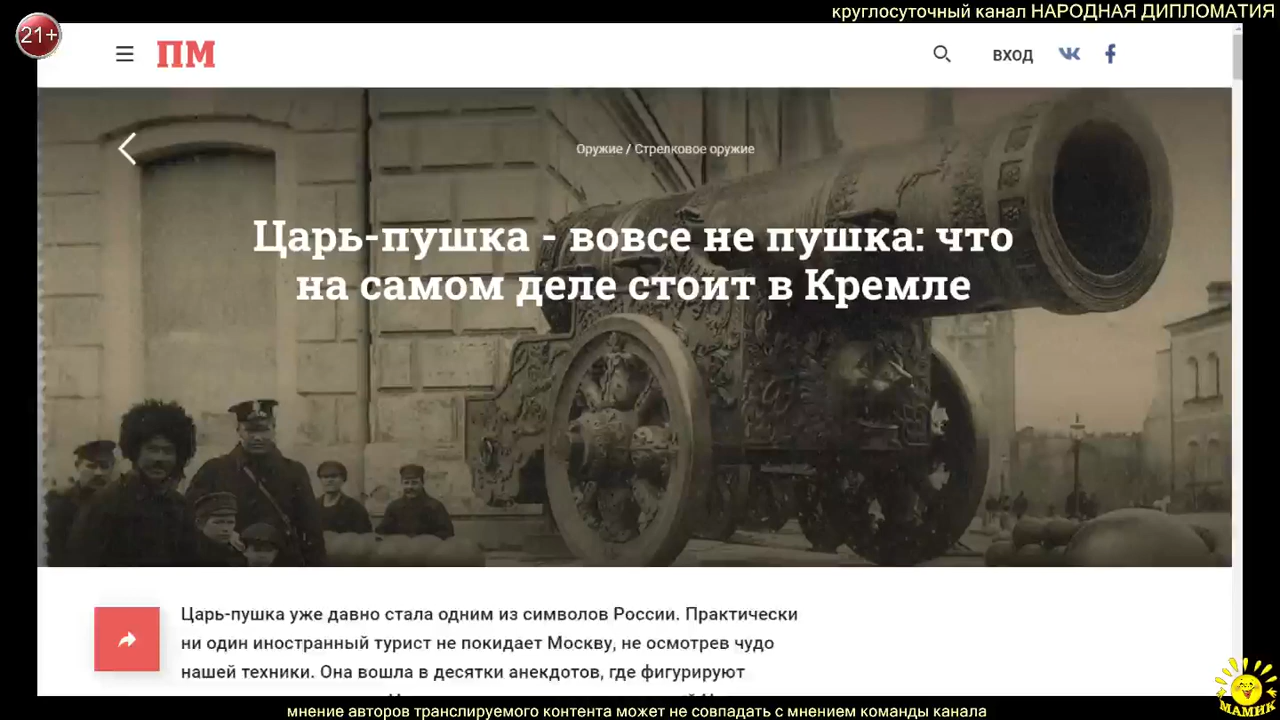 круглосуточный канал НАРОДНАЯ ДИПЛОМАТИЯ
21+
ПМ
ВХОД
Оружие / Стрелковое оружие
Царь-пушка - вовсе не пушка: что
на самом деле стоит в Кремле
Царь-пушка уже давно стала одним из символов России. Практически
ни один иностранный турист не покидает Москву, не осмотрев чудо
нашей техники. Она вошла в десятки анекдотов, где фигурируют
МАМИК
мнение авторов транслируемого контента может не совпадать с мнением команды канала